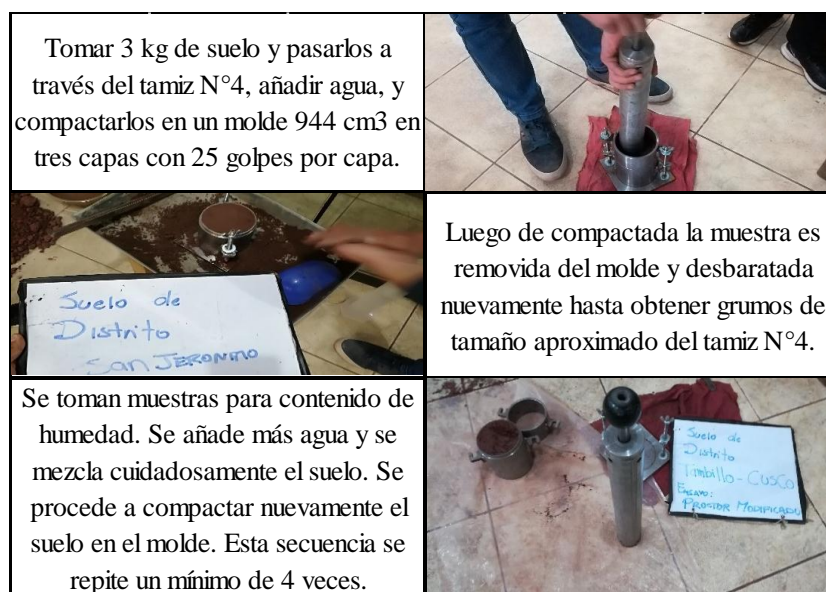 Tomar 3 kg de suelo y pasarlos a
través del tamiz N°4, añadir agua, y
compactarlos en un molde 944 cm3 en
tres capas con 25 golpes por capa.
Suelo de
Distrito
San JERONIMO
Luego de compactada la muestra es
removida del molde y desbaratada
nuevamente hasta obtener grumos de
tamaño aproximado del tamiz N°4.
Se toman muestras para contenido de
humedad. Se añade más agua y se
mezcla cuidadosamente el suelo. Se
procede a compactar nuevamente el
suelo en el molde. Esta secuencia se
repite un mínimo de 4 veces.
Suelo de
Distrito
Timbillo - CUSCO
ENSAYO:
PROCTOR MODIFICADO